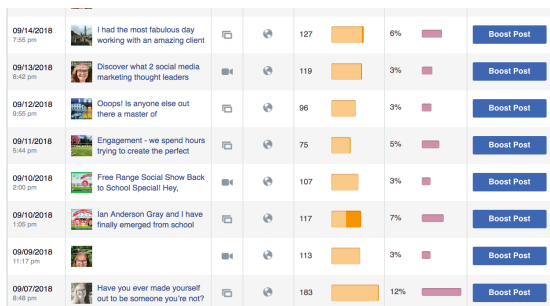 09/14/2018
7:55 pm
I had the most fabulous day
working with an amazing client
127
6%
Boost Post
09/13/2018
8:42 pm
Discover what 2 social media
marketing thought leaders
119
3%
Boost Post
09/12/2018
9:55 pm
Ooops! Is anyone else out
there a master of
96
3%
Boost Post
09/11/2018
5:44 pm
Engagement - we spend hours
trying to create the perfect
75
5%
Boost Post
09/10/2018
2:00 pm
Free Range Social Show Back
to School Special! Hey,
107
3%
Boost Post
09/10/2018
1:05 pm
Ian Anderson Gray and I have
finally emerged from school
117
7%
Boost Post
09/09/2018
11:17 pm
113
3%
Boost Post
09/07/2018
8:48 pm
Have you ever made yourself
out to be someone you're not?
183
12%
Boost Post